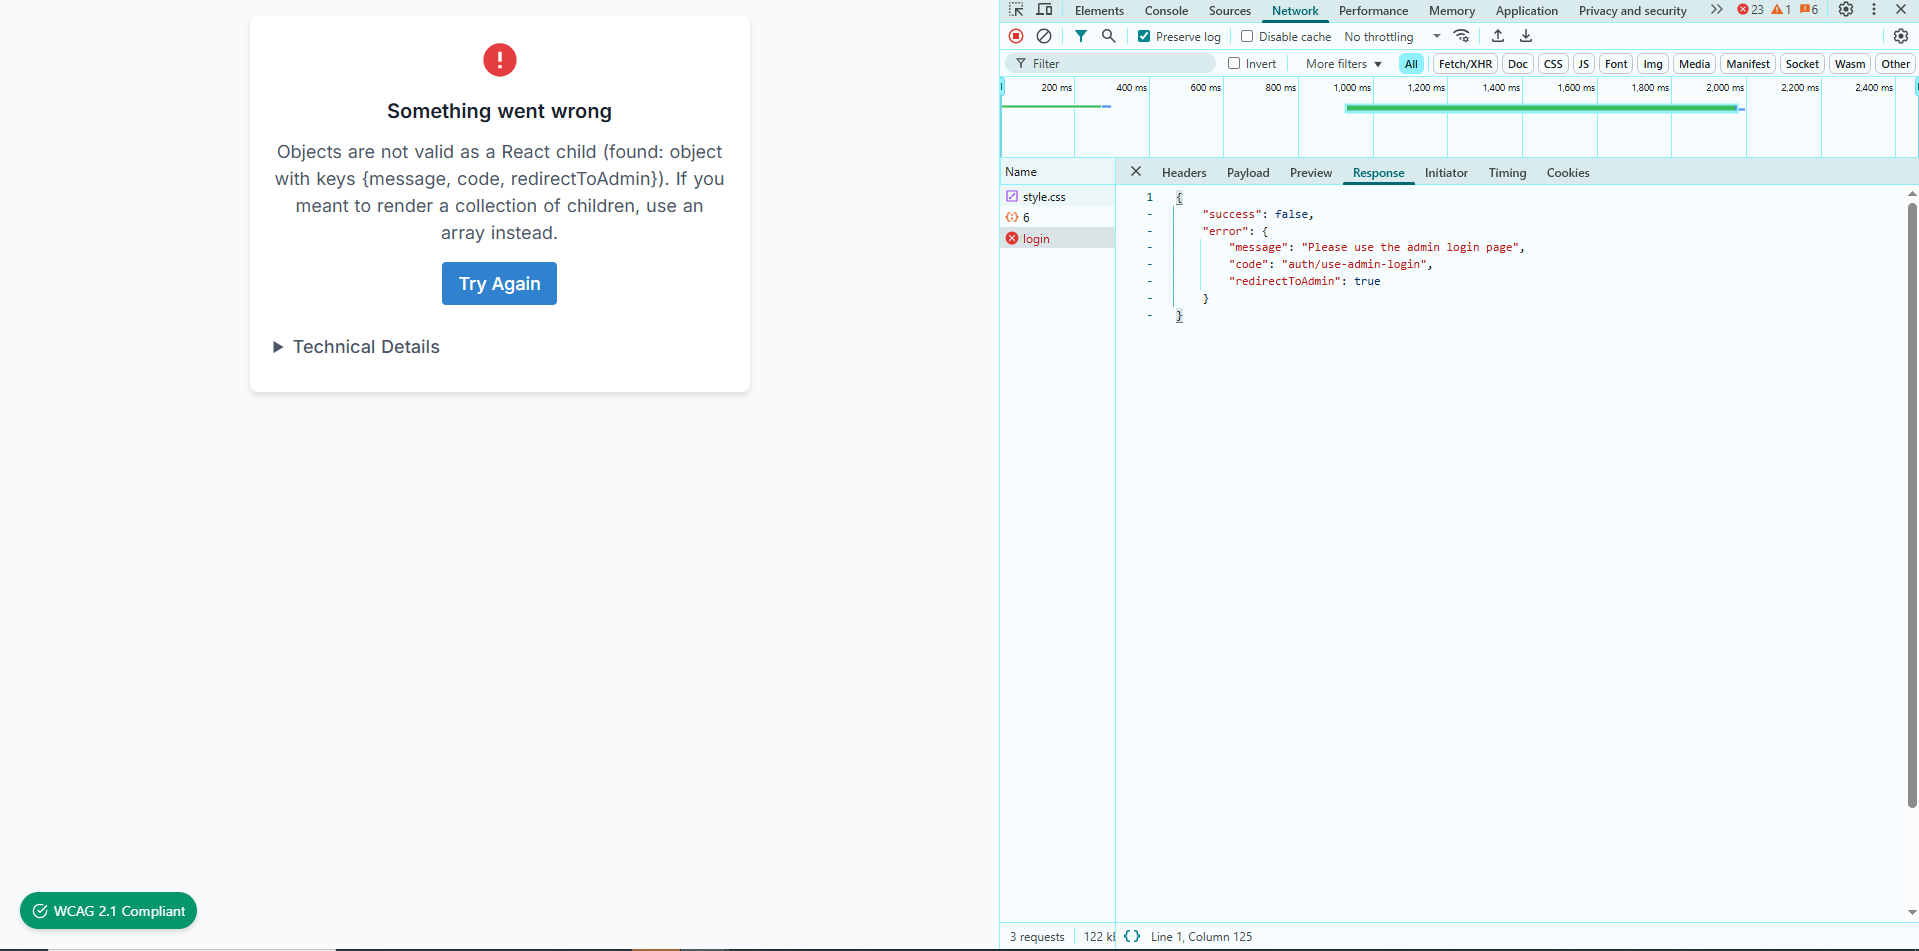 Something went wrong
Objects are not valid as a React child (found: object
with keys {message, code, redirectToAdmin}). If you
meant to render a collection of children, use an
array instead.
Try Again
Technical Details
WCAG 2.1 Compliant
Elements Console Sources Network Performance Memory Application Privacy and security 23 1 6
Preserve log Disable cache No throttling
Filter Invert More filters All Fetch/XHR Doc CSS JS Font Img Media Manifest Socket Wasm Other
200 ms 400 ms 600 ms 800 ms 1,000 ms 1,200 ms 1,400 ms 1,600 ms 1,800 ms 2,000 ms 2,200 ms 2,400 ms
Name
style.css
6
login
Headers Payload Preview Response Initiator Timing Cookies
1 {
- "success": false,
- "error": {
- "message": "Please use the admin login page",
- "code": "auth/use-admin-login",
- "redirectToAdmin": true
- }
- }
3 requests 122 k
{} Line 1, Column 125